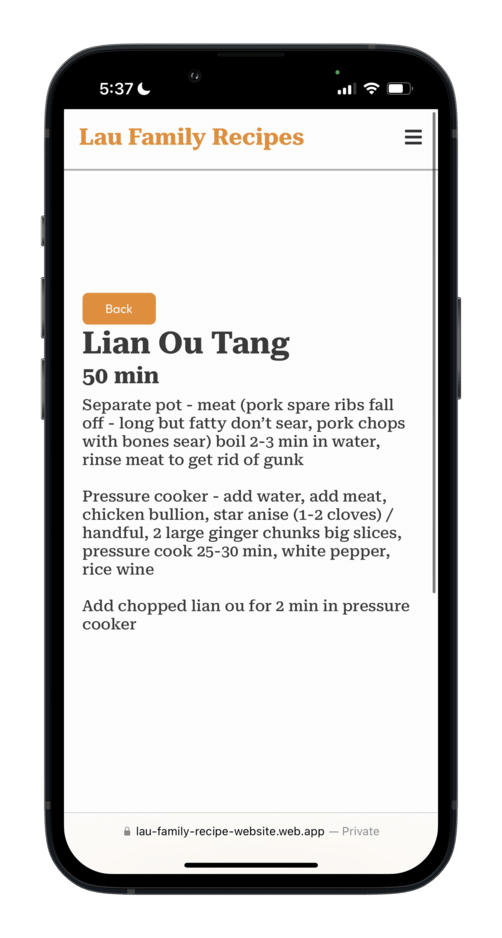 5:37
Lau Family Recipes
Back
Lian Ou Tang
50 min
Separate pot - meat (pork spare ribs fall
off - long but fatty don't sear, pork chops
with bones sear) boil 2-3 min in water,
rinse meat to get rid of gunk
Pressure cooker - add water, add meat,
chicken bullion, star anise (1-2 cloves) /
handful, 2 large ginger chunks big slices,
pressure cook 25-30 min, white pepper,
rice wine
Add chopped lian ou for 2 min in pressure
cooker
lau-family-recipe-website.web.app — Private